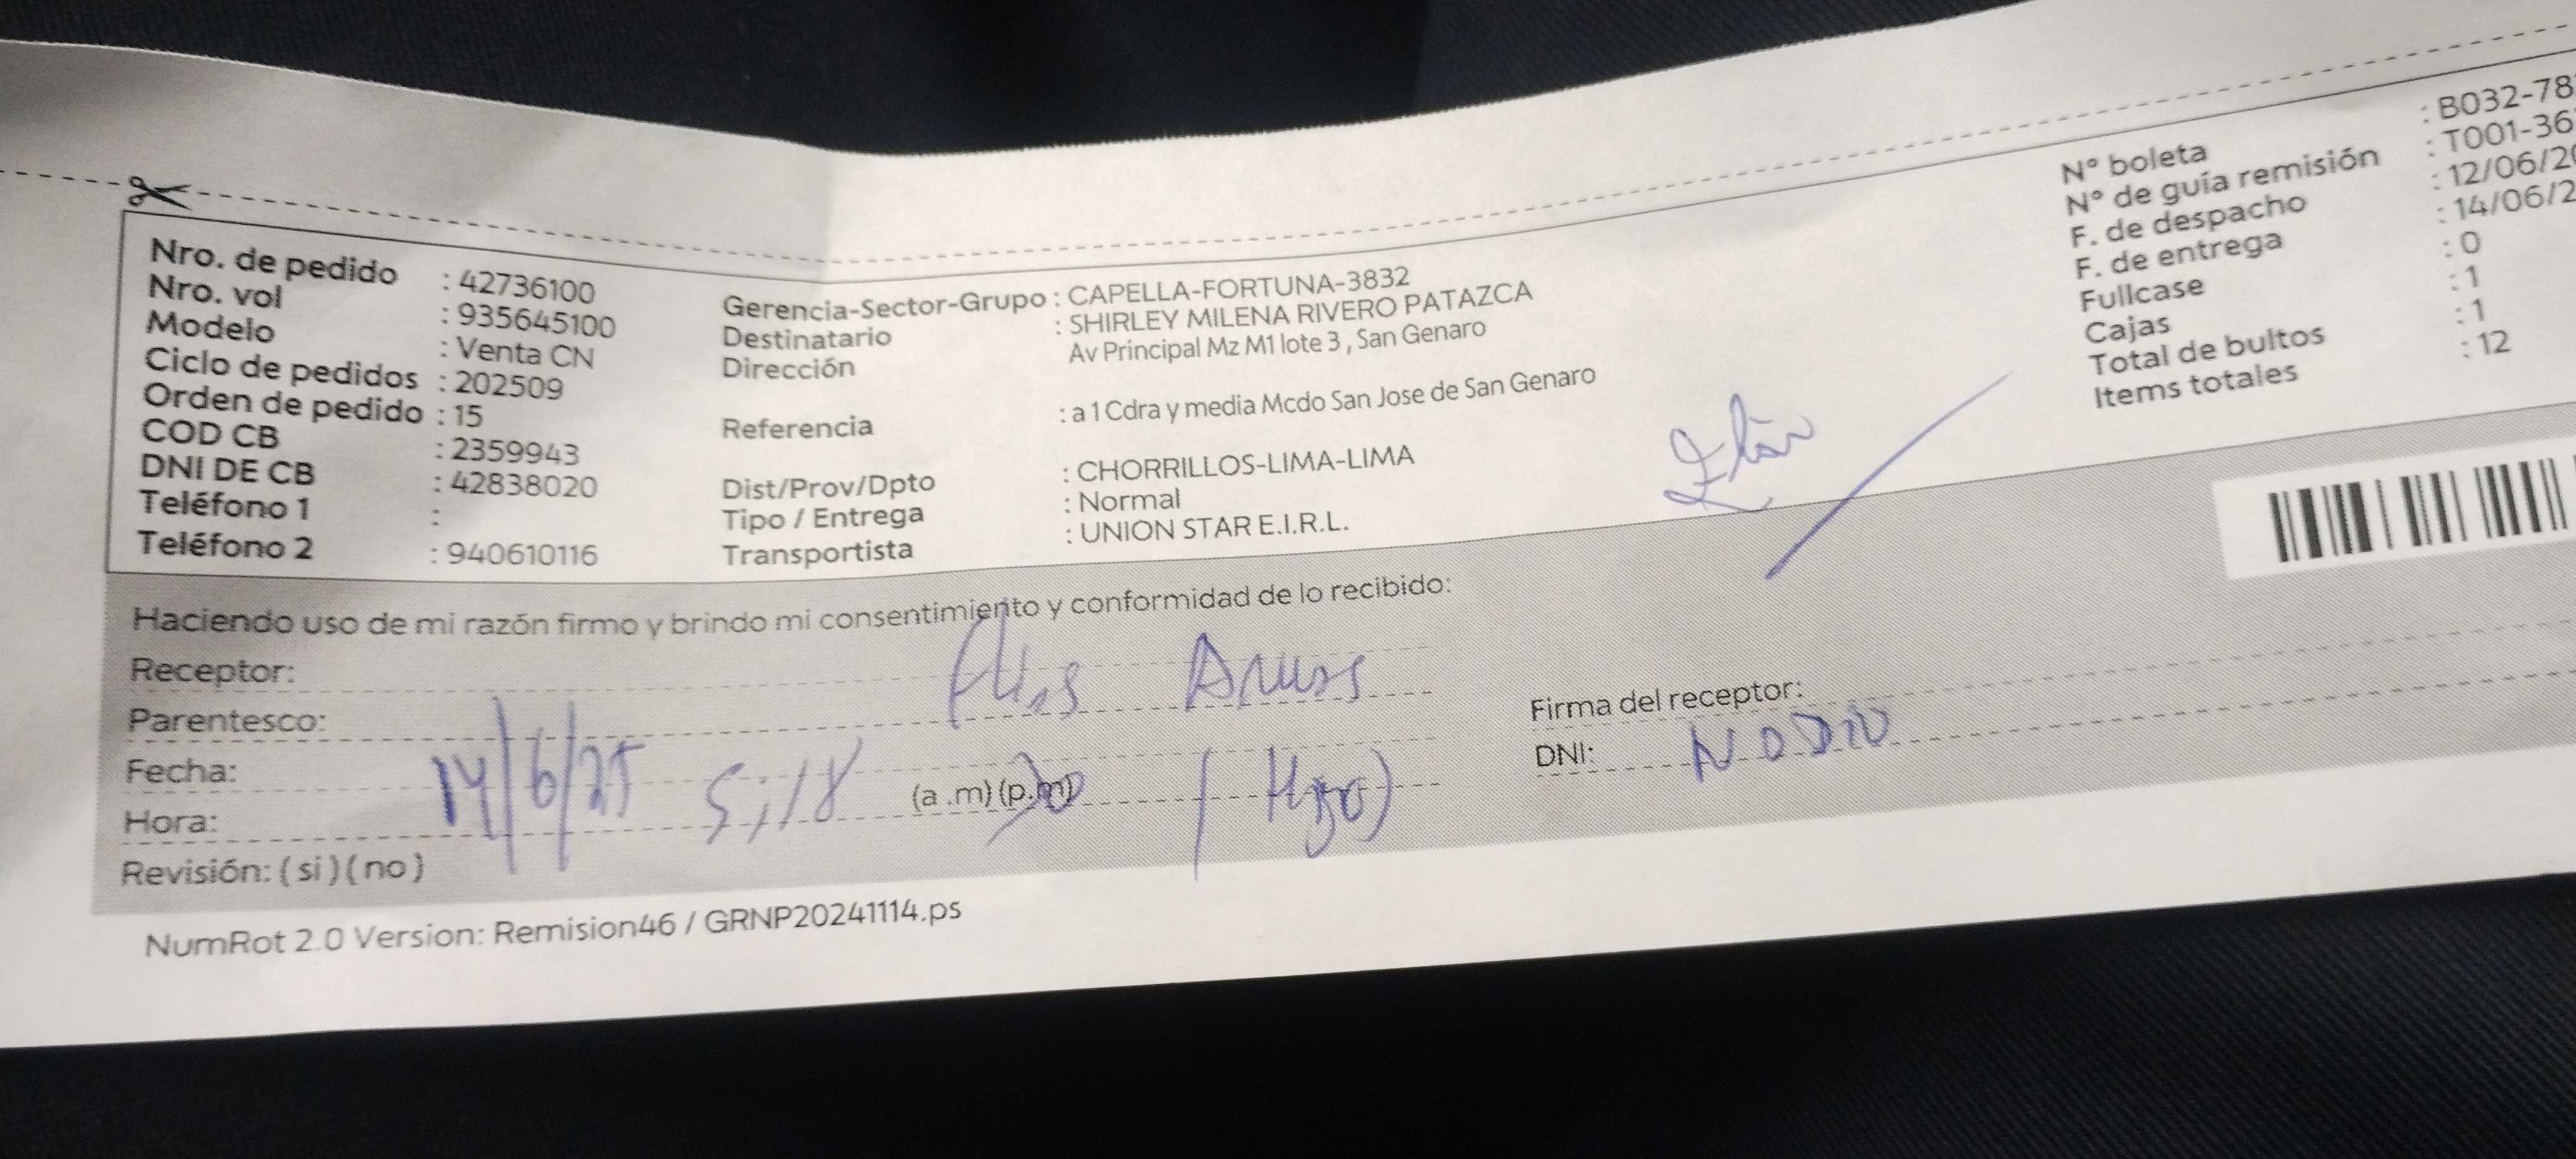 Nro. de pedido : 42736100
Nro. vol : 935645100
Modelo : Venta CN
Ciclo de pedidos : 202509
Orden de pedido : 15
COD CB : 2359943
DNI DE CB : 42838020
Teléfono 1 :
Teléfono 2 : 940610116
Gerencia-Sector-Grupo : CAPELLA-FORTUNA-3832
Destinatario : SHIRLEY MILENA RIVERO PATAZCA
Dirección Av Principal Mz M1 lote 3 , San Genaro
Referencia : a 1 Cdra y media Mcdo San Jose de San Genaro
Dist/Prov/Dpto : CHORRILLOS-LIMA-LIMA
Tipo / Entrega : Normal
Transportista : UNION STAR E.I.R.L.
N° boleta : B032-78
N° de guía remisión : T001-36
F. de despacho : 12/06/20
F. de entrega : 14/06/2
Fullcase : 0
Cajas : 1
Total de bultos : 1
Items totales : 12
Haciendo uso de mi razón firmo y brindo mi consentimiento y conformidad de lo recibido:
Receptor:
Parentesco:
Fecha: 14/6/25 5:18
Hora: (a .m) (p.m)
Revisión: ( si ) ( no )
Firma del receptor:
DNI:
NumRot 2.0 Version: Remision46 / GRNP20241114.ps